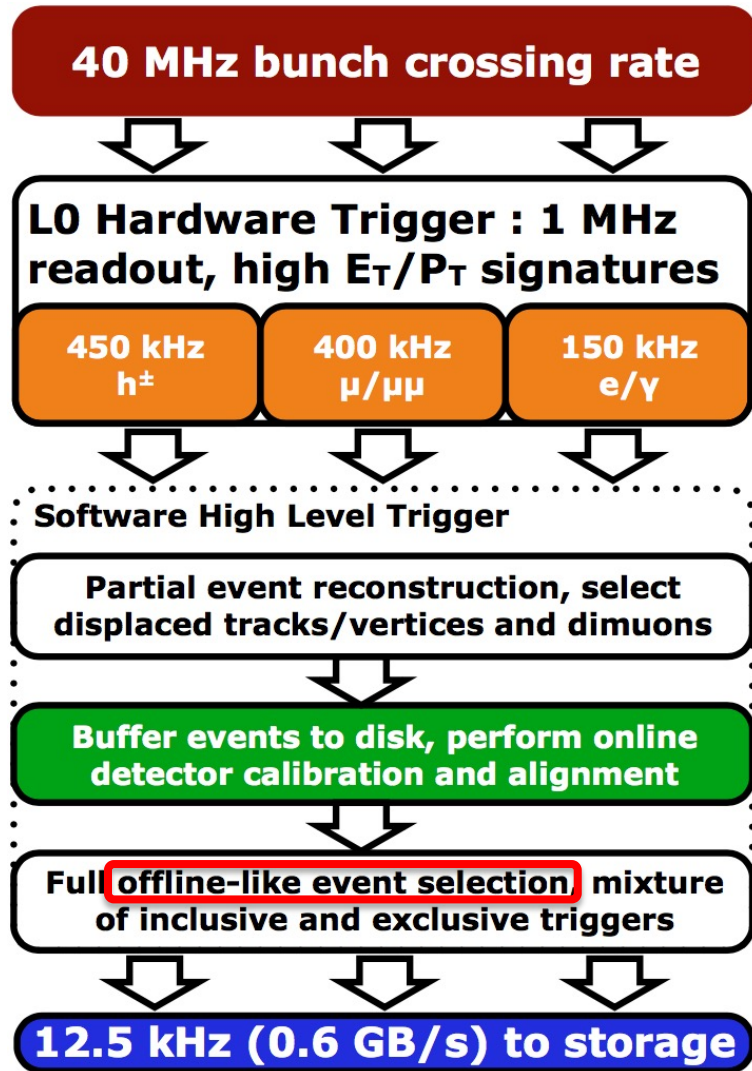 40 MHz bunch crossing rate
L0 Hardware Trigger : 1 MHz
readout, high Eᴛ/Pᴛ signatures
450 kHz
h±
400 kHz
µ/µµ
150 kHz
e/γ
Software High Level Trigger
Partial event reconstruction, select
displaced tracks/vertices and dimuons
Buffer events to disk, perform online
detector calibration and alignment
Full offline-like event selection, mixture
of inclusive and exclusive triggers
12.5 kHz (0.6 GB/s) to storage